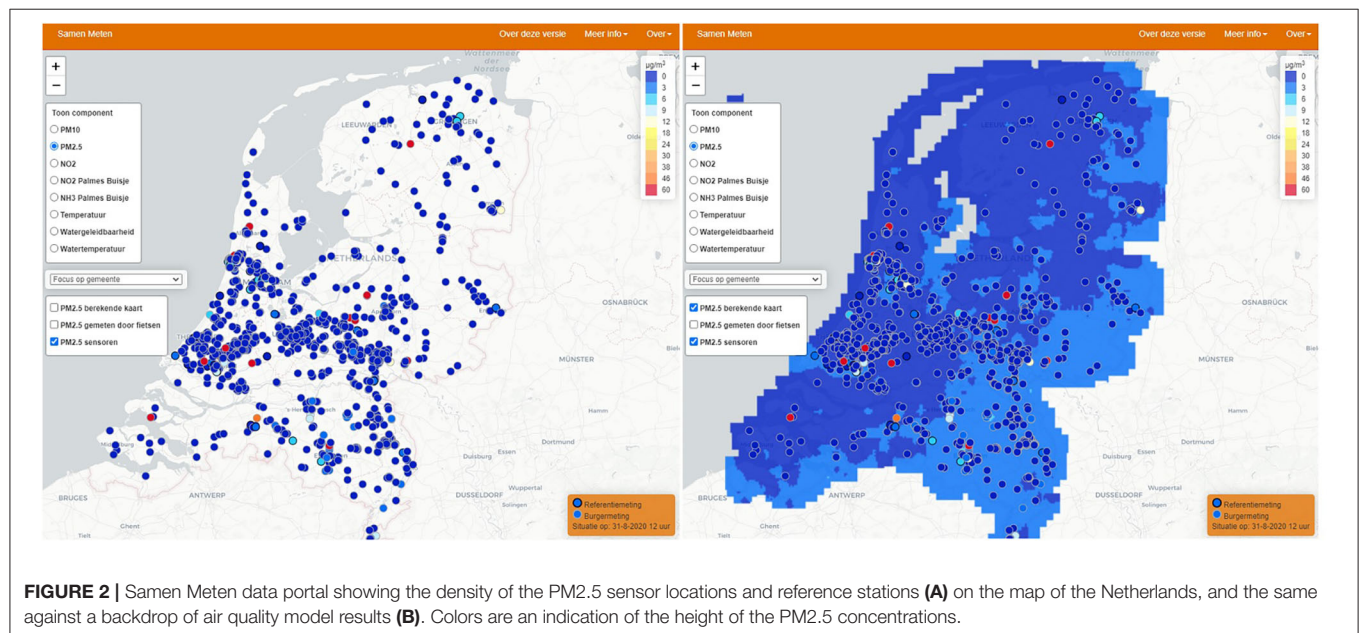 Samen Meten
Over deze versie
Meer info
Over
+
−
Toon component
PM10
PM2.5
NO2
NO2 Palmes Buisje
NH3 Palmes Buisje
Temperatuur
Watergeleidbaarheid
Watertemperatuur
Focus op gemeente
PM2.5 berekende kaart
PM2.5 gemeten door fietsen
PM2.5 sensoren
Wattenmeer
der
Nordsee
µg/m³
0
3
6
9
12
18
24
30
38
46
60
LEEUWARDEN
BRUGES
ANTWERP
Ghent
Tielt
Referentiemeting
Burgermeting
Situatie op: 31-8-2020 12 uur
Samen Meten
Over deze versie
Meer info
Over
+
−
Toon component
PM10
PM2.5
NO2
NO2 Palmes Buisje
NH3 Palmes Buisje
Temperatuur
Watergeleidbaarheid
Watertemperatuur
Focus op gemeente
PM2.5 berekende kaart
PM2.5 gemeten door fietsen
PM2.5 sensoren
µg/m³
0
3
6
9
12
18
24
30
38
46
60
OSNABRÜCK
MÜNSTER
Hamm
Dortmund
Essen
Duisburg
Wuppertal
DUSSELDORF
Solingen
BRUGES
ANTWERP
Ghent
Tielt
Referentiemeting
Burgermeting
Situatie op: 31-8-2020 12 uur
FIGURE 2 | Samen Meten data portal showing the density of the PM2.5 sensor locations and reference stations (A) on the map of the Netherlands, and the same
against a backdrop of air quality model results (B). Colors are an indication of the height of the PM2.5 concentrations.